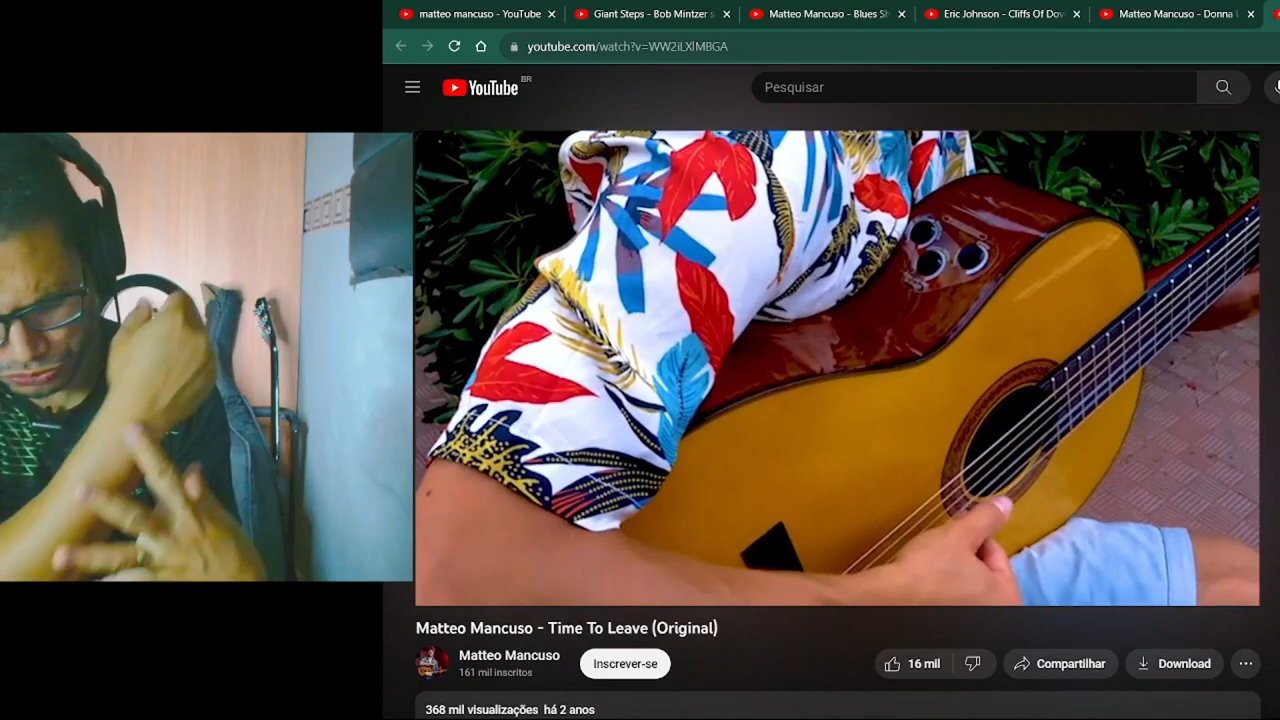 matteo mancuso - YouTube
Giant Steps - Bob Mintzer
Matteo Mancuso - Blues Sh
Eric Johnson - Cliffs Of Dov
Matteo Mancuso - Donna
youtube.com/watch?v=WW2iLXlMBGA
YouTube BR
Pesquisar
Matteo Mancuso - Time To Leave (Original)
Matteo Mancuso
161 mil inscritos
Inscrever-se
16 mil
Compartilhar
Download
368 mil visualizações há 2 anos